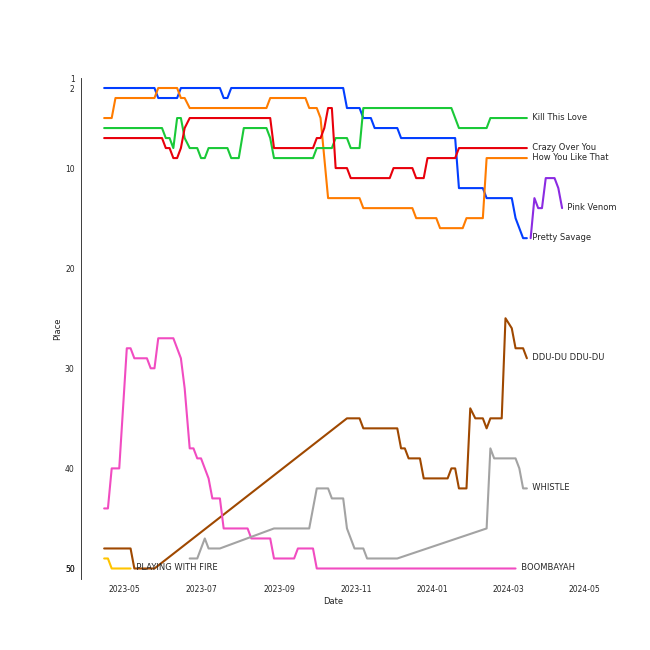 1
2
Kill This Love
Crazy Over You
How You Like That
10
Pink Venom
Pretty Savage
20
Place
30
DDU-DU DDU-DU
40
WHISTLE
50
PLAYING WITH FIRE
BOOMBAYAH
2023-05 2023-07 2023-09 2023-11 2024-01 2024-03 2024-05
Date